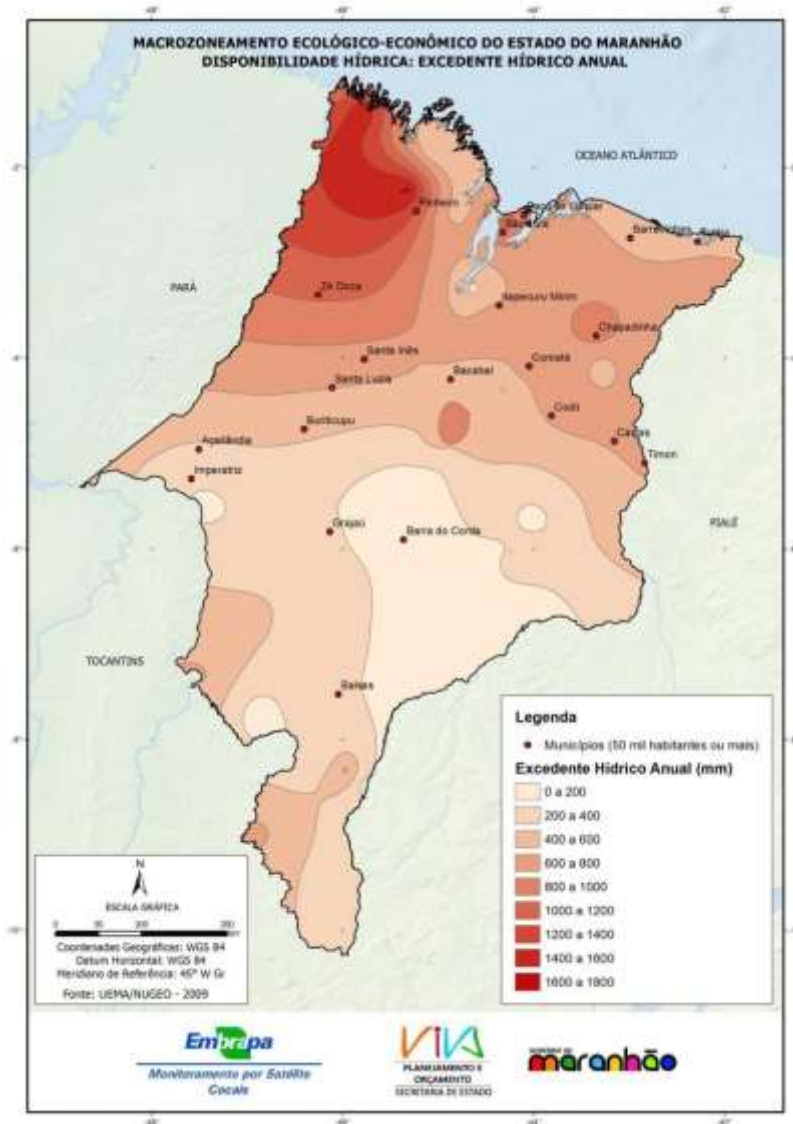 MACROZONEAMENTO ECOLÓGICO-ECONÔMICO DO ESTADO DO MARANHÃO
DISPONIBILIDADE HÍDRICA: EXCEDENTE HÍDRICO ANUAL
OCEANO ATLÂNTICO
Pinheiro
PARÁ
Zé Doca
Itapecuru Mirim
Chapadinha
Santa Inês
Coroatá
Santa Luzia
Bacabal
Codó
Buriticupu
Caxias
Açailândia
Timon
Imperatriz
Grajaú
Barra do Corda
PIAUÍ
TOCANTINS
Balsas
Legenda
Municípios (50 mil habitantes ou mais)
Excedente Hídrico Anual (mm)
0 a 200
200 a 400
400 a 600
600 a 800
800 a 1000
1000 a 1200
1200 a 1400
1400 a 1600
1600 a 1800
N
ESCALA GRÁFICA
Coordenadas Geográficas: WGS 84
Datum Horizontal: WGS 84
Meridiano de Referência: 45° W Gr
Fonte: UEMA/NUGEO - 2009
Embrapa
Monitoramento por Satélite
Cocais
VIVA
PLANEJAMENTO E
ORÇAMENTO
SECRETARIA DE ESTADO
maranhão